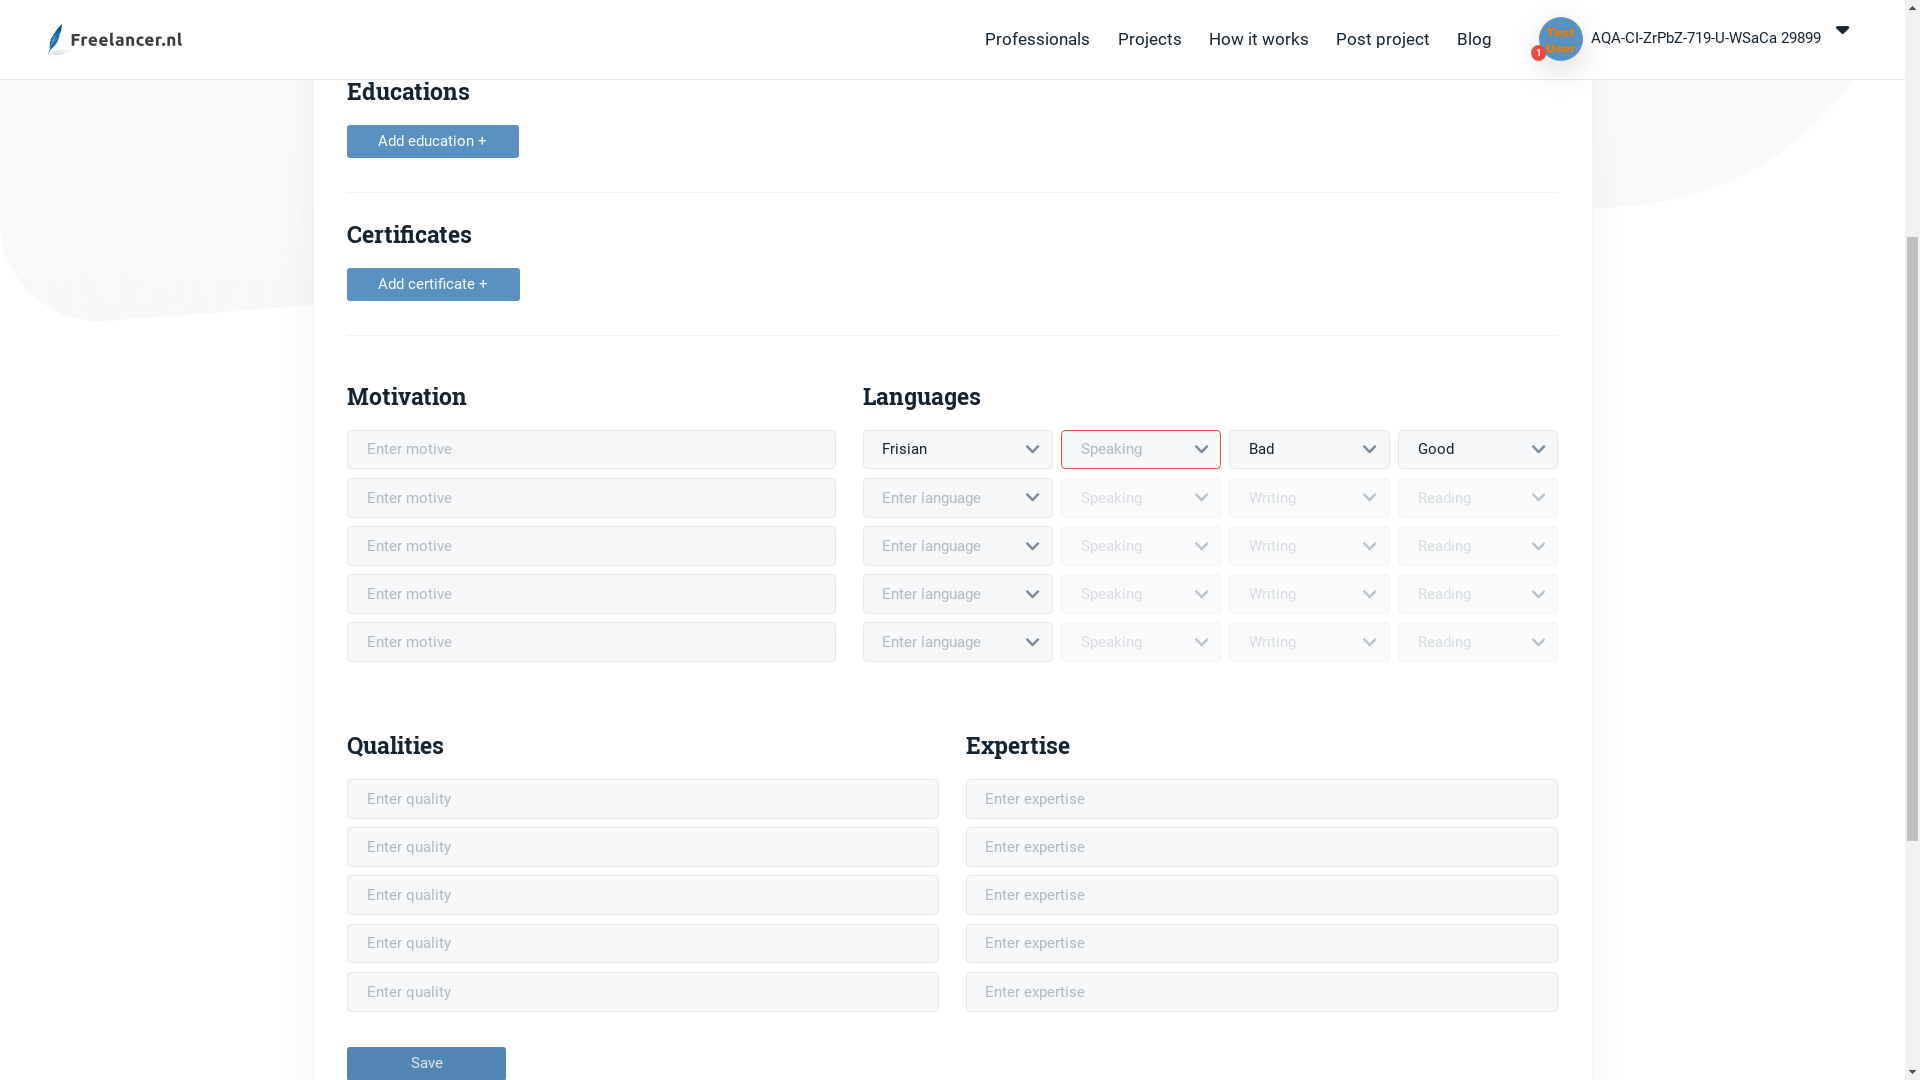 Freelancer.nl
Professionals Projects How it works Post project Blog
Test
User
1
AQA-CI-ZrPbZ-719-U-WSaCa 29899
Educations
Add education +
Certificates
Add certificate +
Motivation
Enter motive
Enter motive
Enter motive
Enter motive
Enter motive
Languages
Frisian Speaking Bad Good
Enter language Speaking Writing Reading
Enter language Speaking Writing Reading
Enter language Speaking Writing Reading
Enter language Speaking Writing Reading
Qualities
Enter quality
Enter quality
Enter quality
Enter quality
Enter quality
Expertise
Enter expertise
Enter expertise
Enter expertise
Enter expertise
Enter expertise
Save